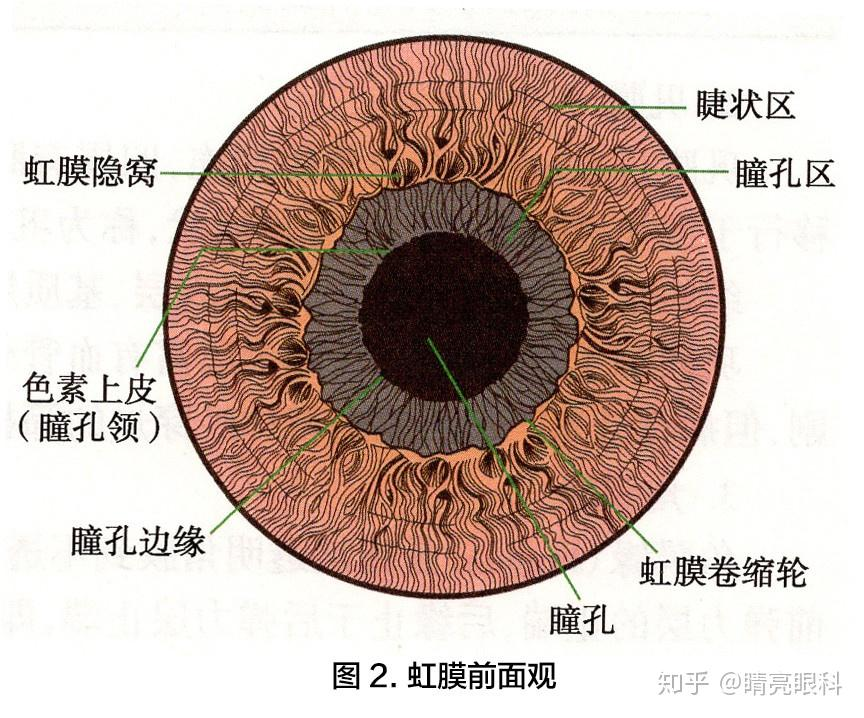 睫状区
虹膜隐窝
瞳孔区
色素上皮
（瞳孔领）
瞳孔边缘
虹膜卷缩轮
瞳孔
图 2. 虹膜前面观
知乎 @晴亮眼科